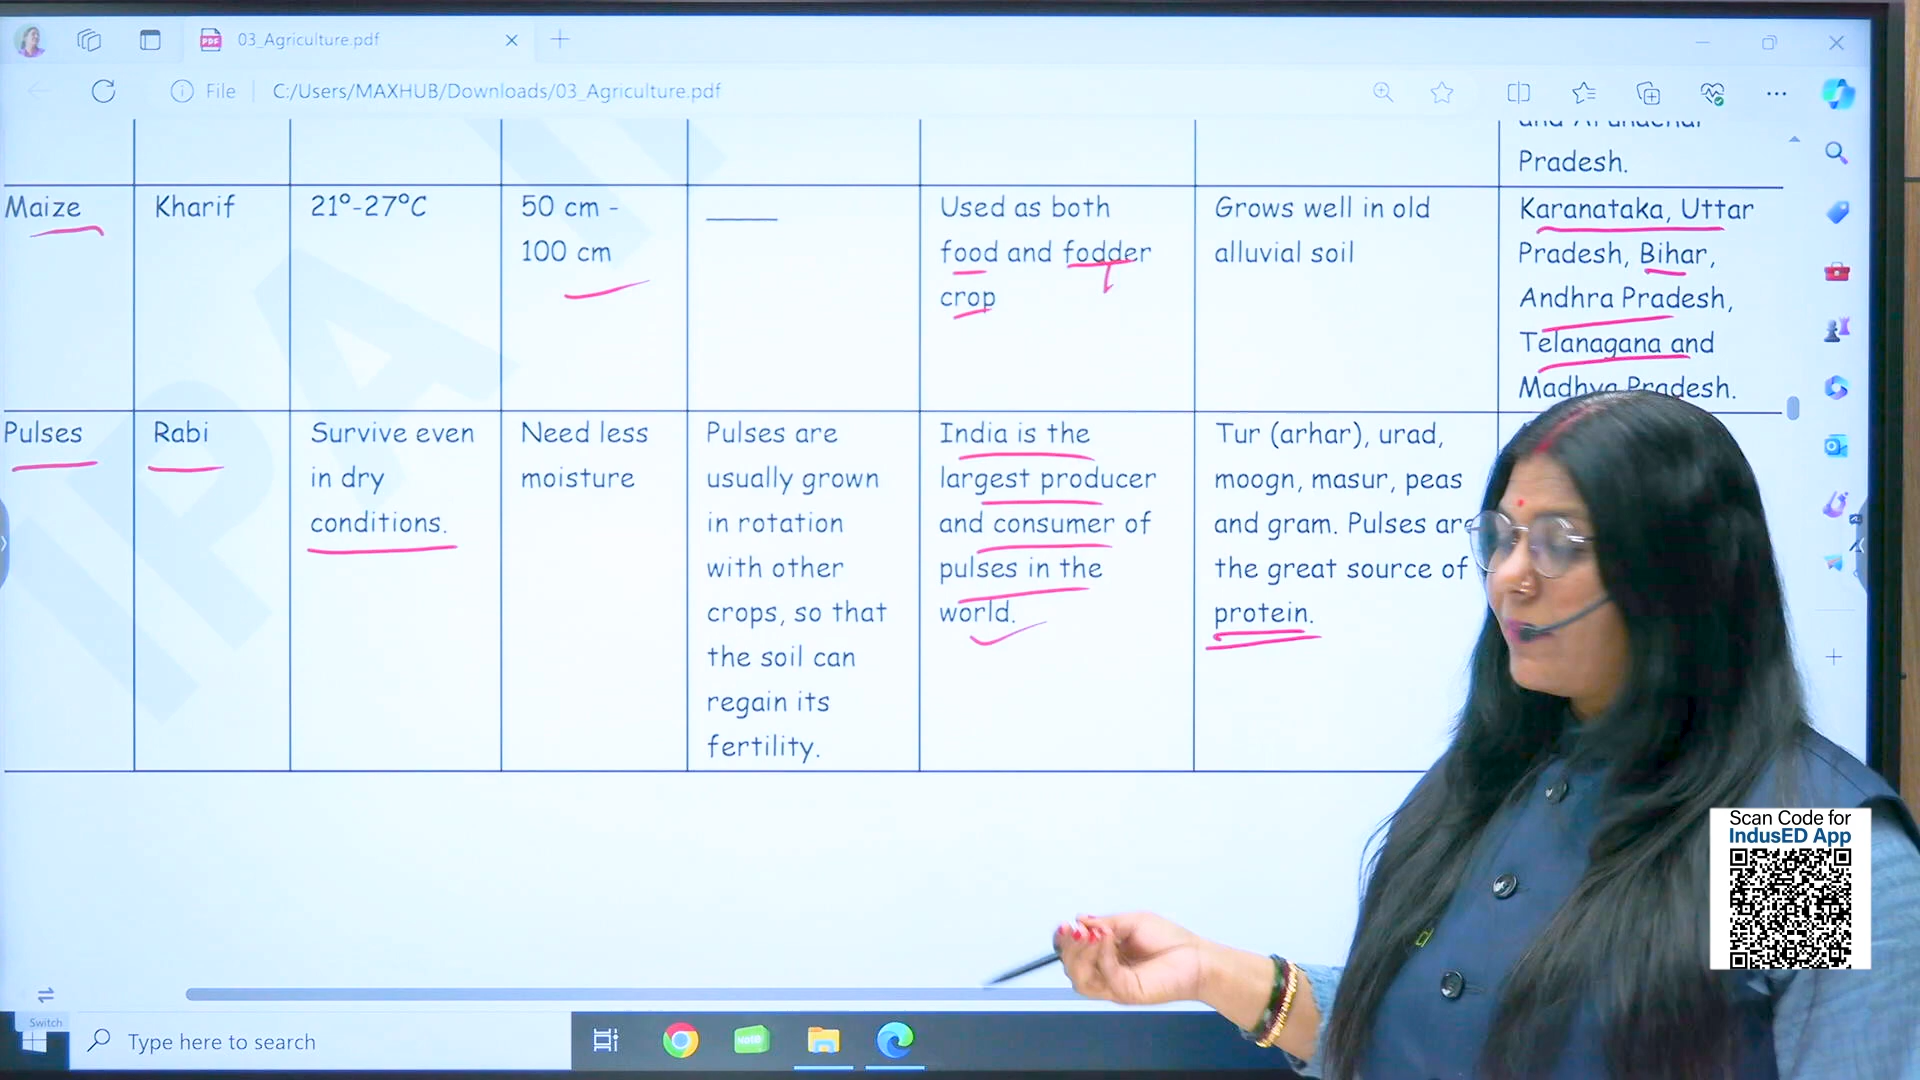 03_Agriculture.pdf
File
C:/Users/MAXHUB/Downloads/03_Agriculture.pdf
Pradesh.
Maize
Kharif
21°-27°C
50 cm -
100 cm
Used as both
food and fodder
crop
Grows well in old
alluvial soil
Karanataka, Uttar
Pradesh, Bihar,
Andhra Pradesh,
Telanagana and
Madhya Pradesh.
Pulses
Rabi
Survive even
in dry
conditions.
Need less
moisture
Pulses are
usually grown
in rotation
with other
crops, so that
the soil can
regain its
fertility.
India is the
largest producer
and consumer of
pulses in the
world.
Tur (arhar), urad,
moogn, masur, peas
and gram. Pulses are
the great source of
protein.
Scan Code for
IndusED App
Switch
Type here to search